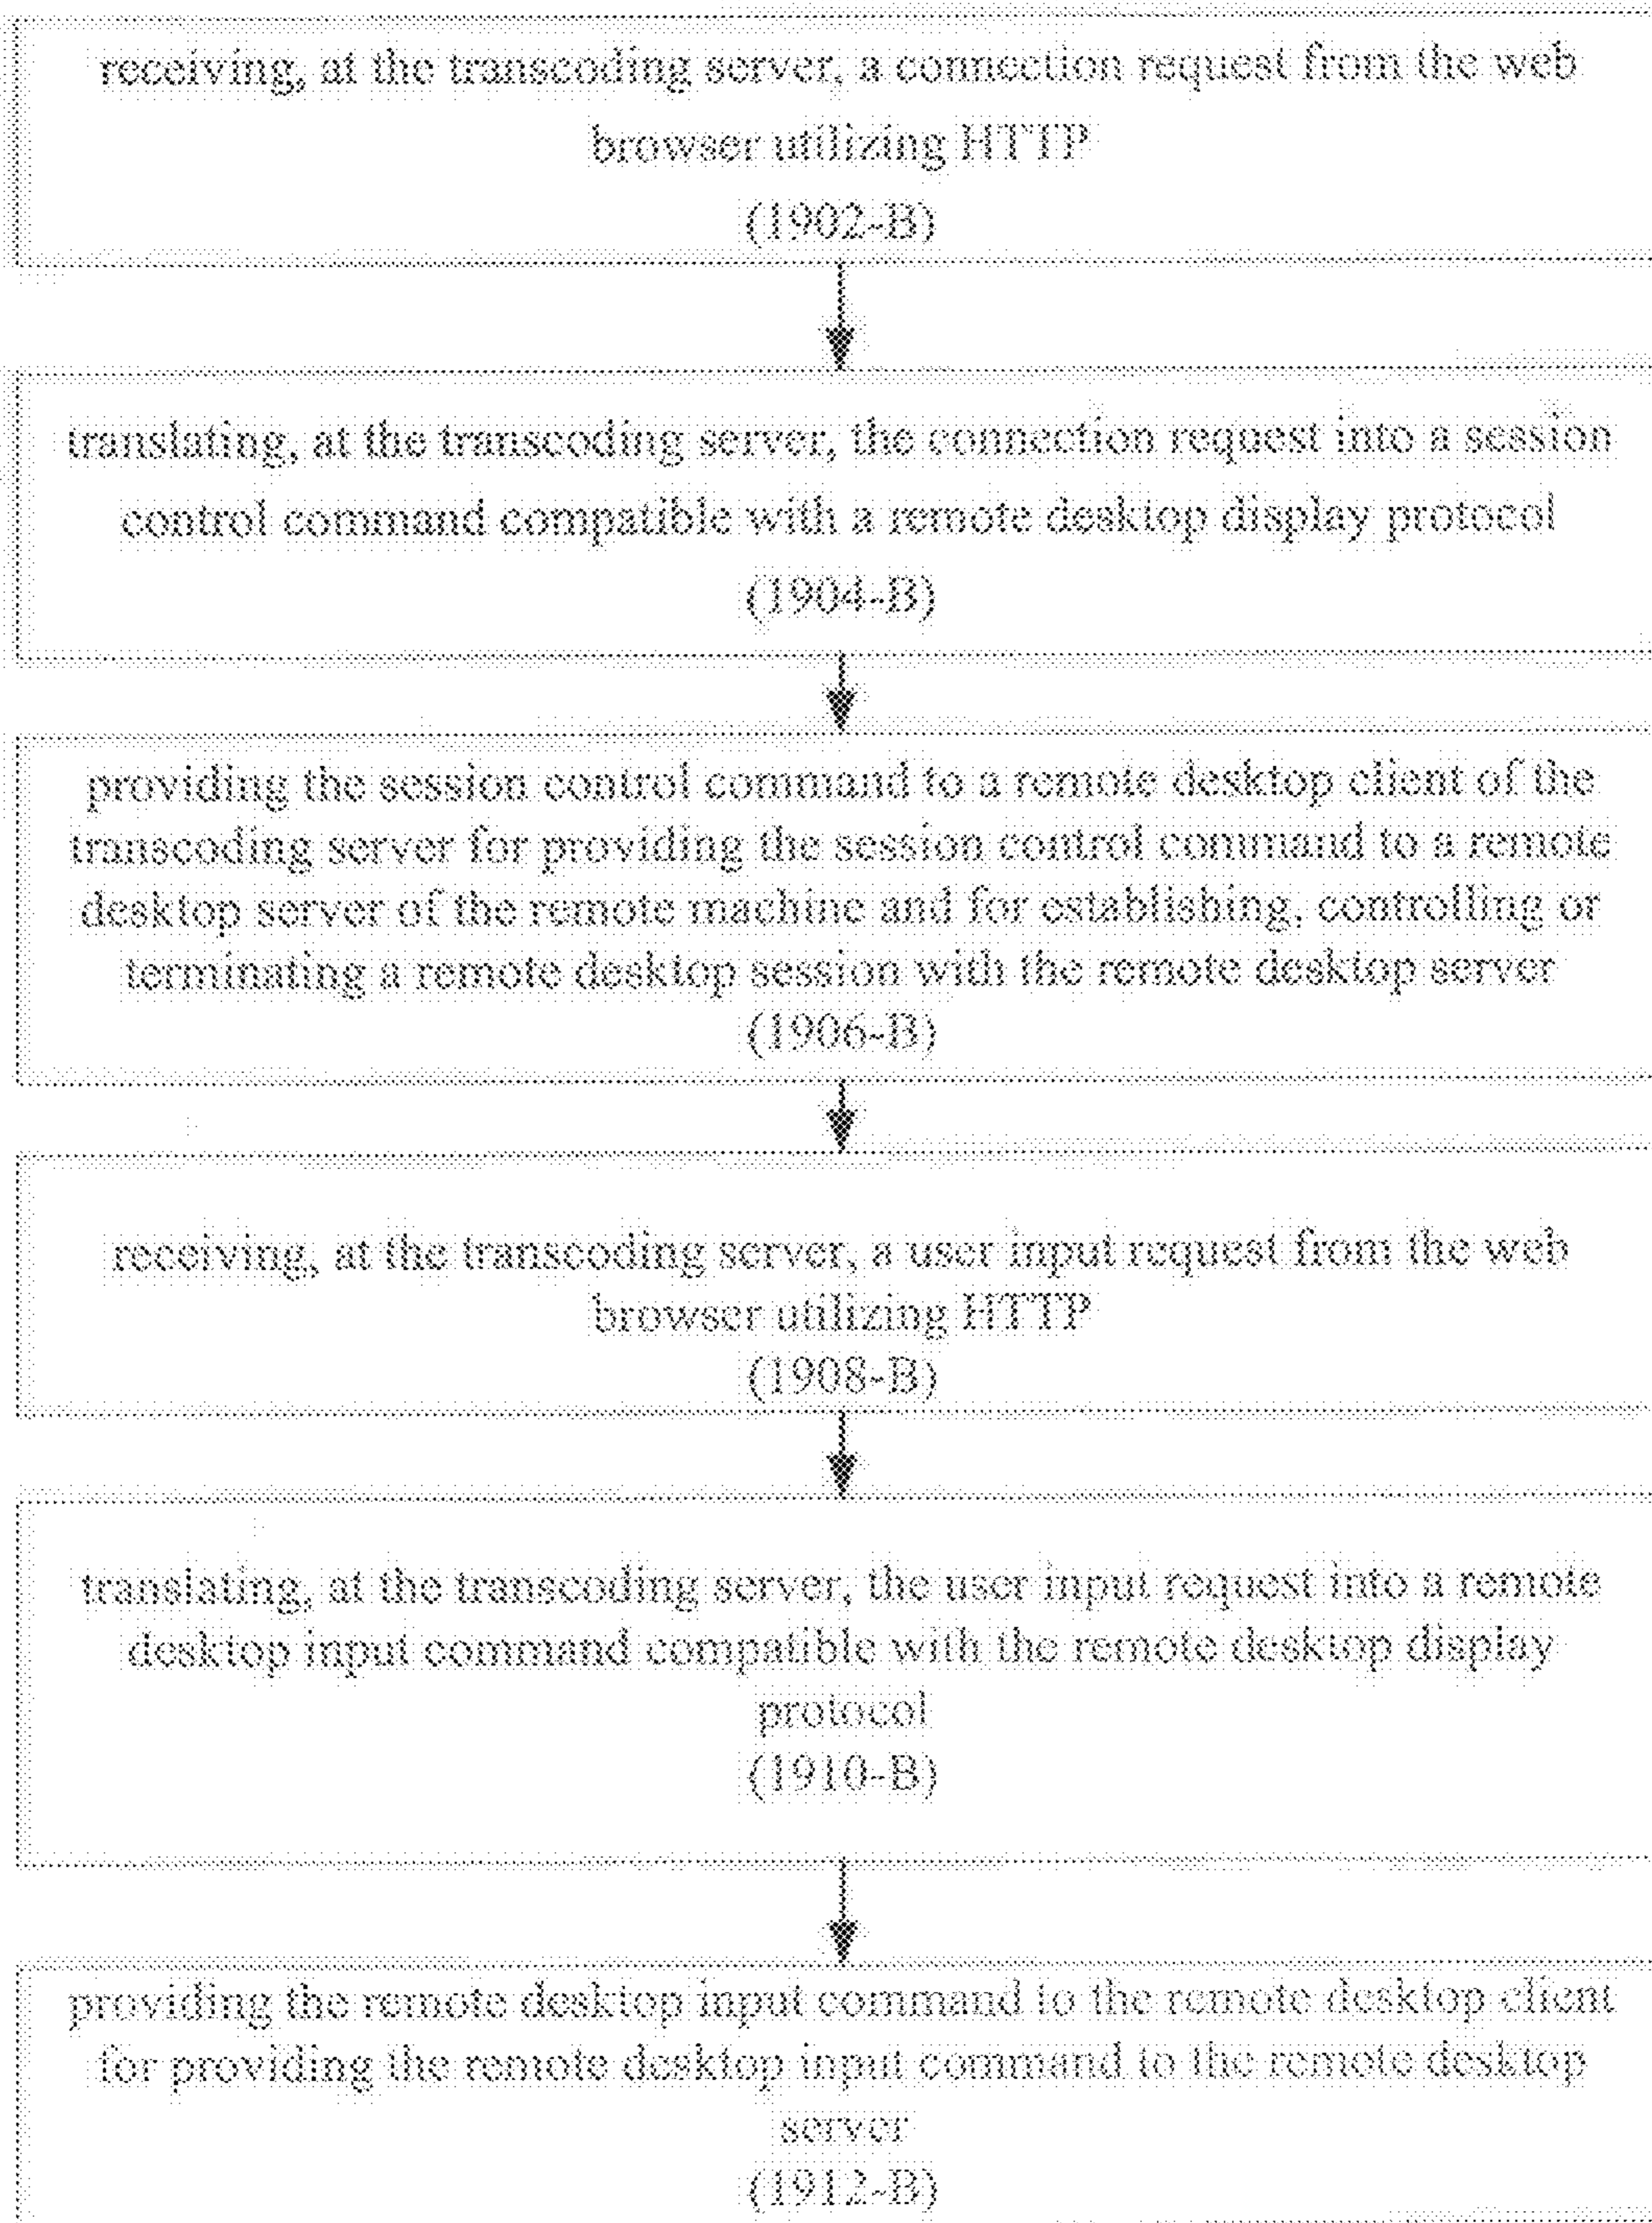 receiving, at the transcoding server, a connection request from the web
browser utilizing HTTP
(1902-B)
translating, at the transcoding server, the connection request into a session
control command compatible with a remote desktop display protocol
(1904-B)
providing the session control command to a remote desktop client of the
transcoding server for providing the session control command to a remote
desktop server of the remote machine and for establishing, controlling or
terminating a remote desktop session with the remote desktop server
(1906-B)
receiving, at the transcoding server, a user input request from the web
browser utilizing HTTP
(1908-B)
translating, at the transcoding server, the user input request into a remote
desktop input command compatible with the remote desktop display
protocol
(1910-B)
providing the remote desktop input command to the remote desktop client
for providing the remote desktop input command to the remote desktop
server
(1912-B)